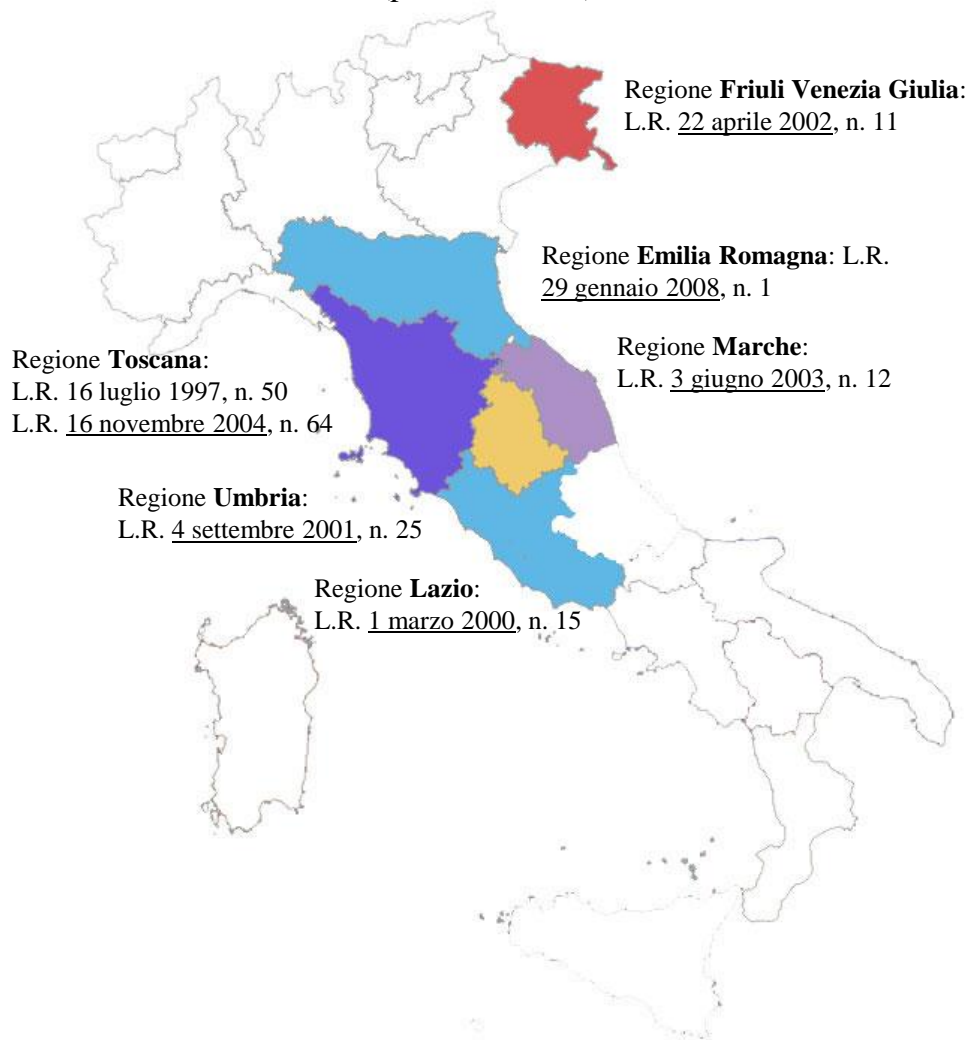 Regione Friuli Venezia Giulia:
L.R. 22 aprile 2002, n. 11
Regione Emilia Romagna: L.R.
29 gennaio 2008, n. 1
Regione Marche:
L.R. 3 giugno 2003, n. 12
Regione Toscana:
L.R. 16 luglio 1997, n. 50
L.R. 16 novembre 2004, n. 64
Regione Umbria:
L.R. 4 settembre 2001, n. 25
Regione Lazio:
L.R. 1 marzo 2000, n. 15